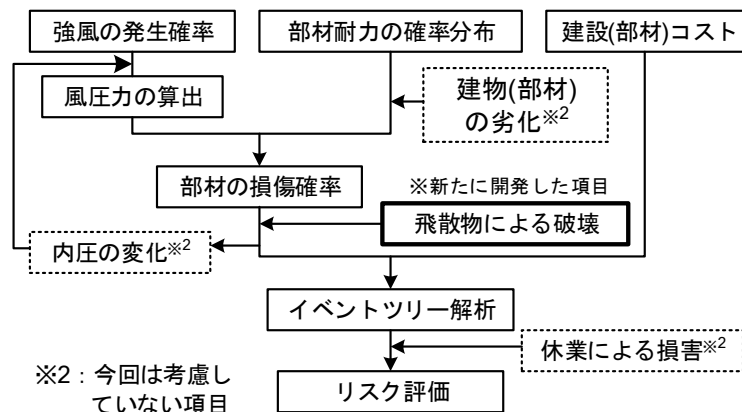 強風の発生確率
部材耐力の確率分布
建設(部材)コスト
風圧力の算出
建物(部材)
の劣化※2
部材の損傷確率
※新たに開発した項目
飛散物による破壊
内圧の変化※2
イベントツリー解析
休業による損害※2
※2：今回は考慮し
ていない項目
リスク評価